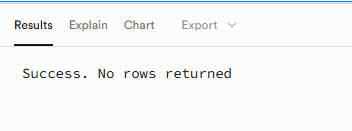 Results Explain Chart Export
Success. No rows returned